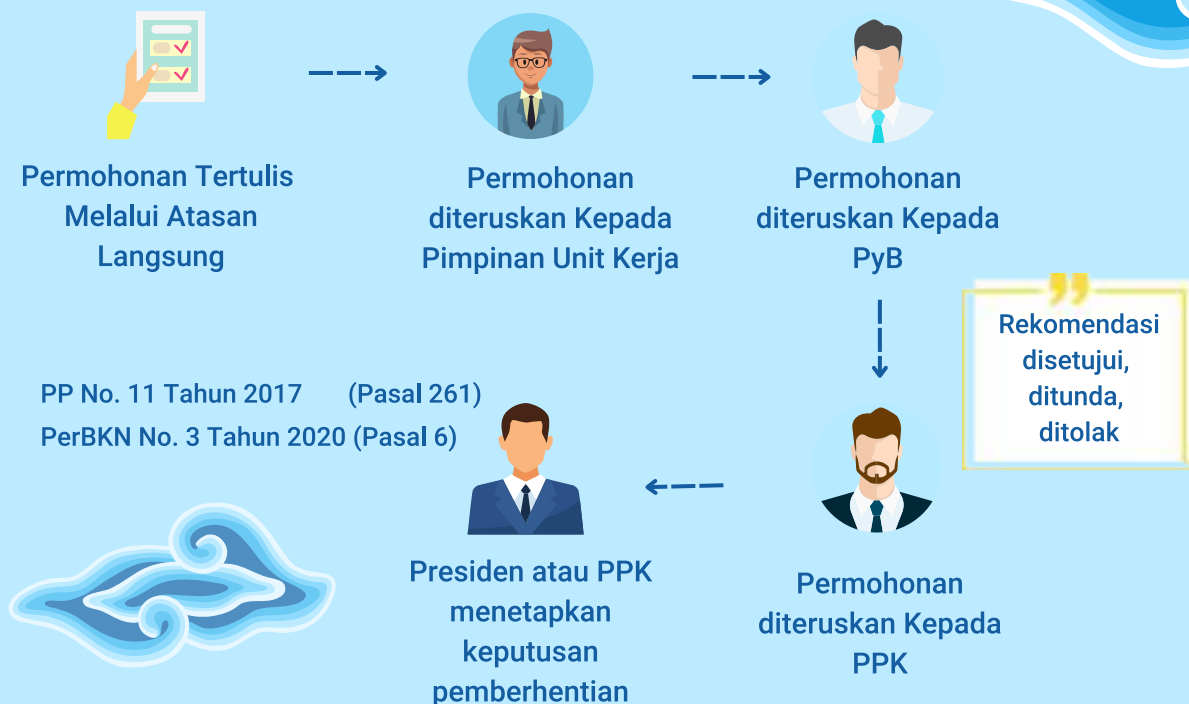 Permohonan Tertulis
Melalui Atasan
Langsung
Permohonan
diteruskan Kepada
Pimpinan Unit Kerja
Permohonan
diteruskan Kepada
PyB
Rekomendasi
disetujui,
ditunda,
ditolak
PP No. 11 Tahun 2017 (Pasal 261)
PerBKN No. 3 Tahun 2020 (Pasal 6)
Permohonan
diteruskan Kepada
PPK
Presiden atau PPK
menetapkan
keputusan
pemberhentian